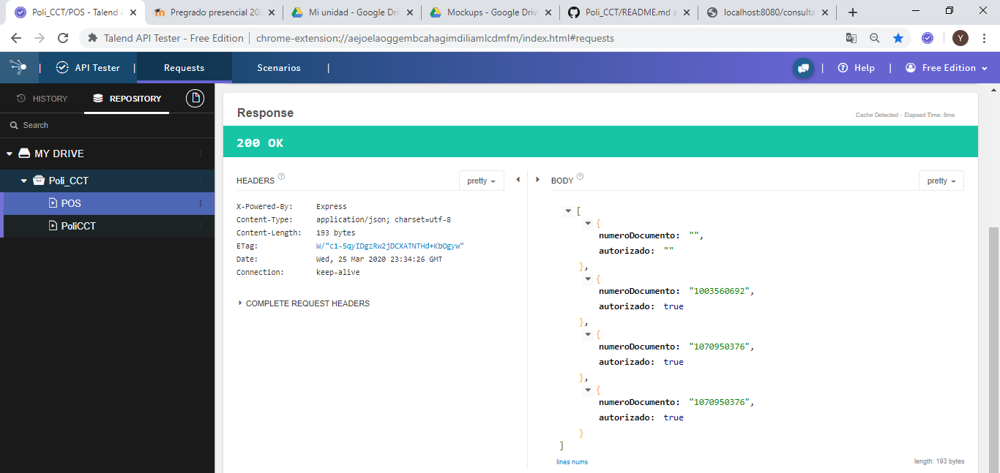 Poli_CCT/POS - Talend A
Pregrado presencial 202
Mi unidad - Google Driv
Mockups - Google Drive
Poli_CCT/README.md a
localhost:8080/consulta
Talend API Tester - Free Edition | chrome-extension://aejoelaoggembcahagimdiliamlcdmfm/index.html#requests
Y
API Tester | Requests Scenarios | | Help | Free Edition
HISTORY REPOSITORY
Search
MY DRIVE
Poli_CCT
POS
PoliCCT
Response
Cache Detected - Elapsed Time: 8ms
200 OK
HEADERS ? pretty
X-Powered-By: Express
Content-Type: application/json; charset=utf-8
Content-Length: 193 bytes
ETag: W/"c1-5qyIDgzRw2jDCXATNTHd+KbOgyw"
Date: Wed, 25 Mar 2020 23:34:26 GMT
Connection: keep-alive
COMPLETE REQUEST HEADERS
BODY ? pretty
[
{
numeroDocumento: "",
autorizado: ""
},
{
numeroDocumento: "1003560692",
autorizado: true
},
{
numeroDocumento: "1070950376",
autorizado: true
},
{
numeroDocumento: "1070950376",
autorizado: true
}
]
lines nums
length: 193 bytes